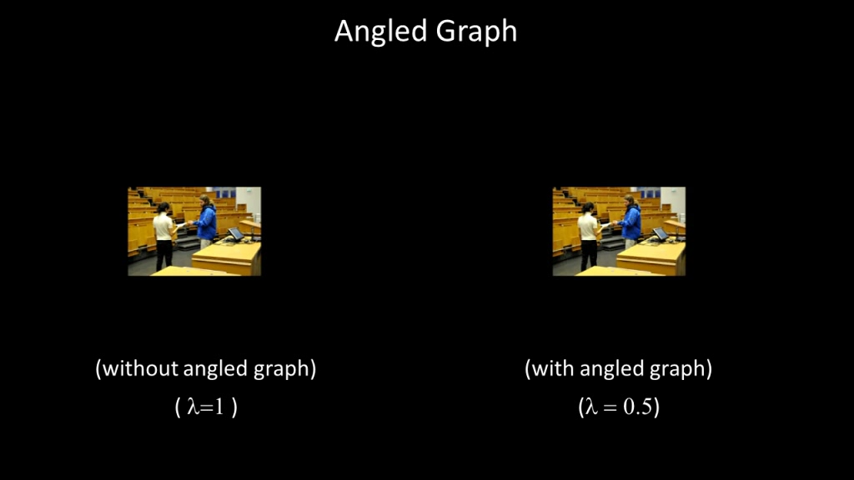 Angled Graph
(without angled graph)
( λ=1 )
(with angled graph)
(λ = 0.5)